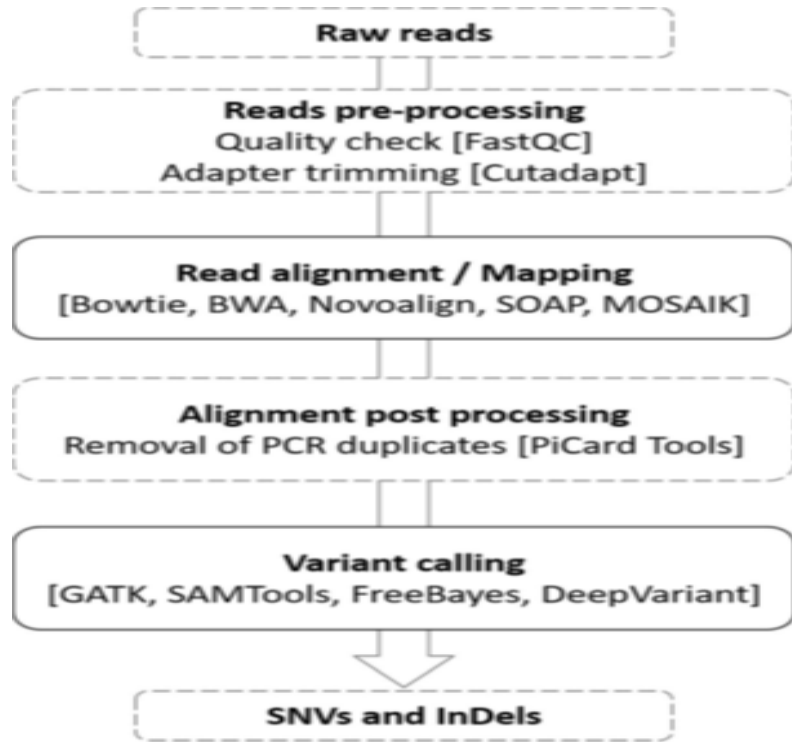 Raw reads
Reads pre-processing
Quality check [FastQC]
Adapter trimming [Cutadapt]
Read alignment / Mapping
[Bowtie, BWA, Novoalign, SOAP, MOSAIK]
Alignment post processing
Removal of PCR duplicates [PiCard Tools]
Variant calling
[GATK, SAMTools, FreeBayes, DeepVariant]
SNVs and InDels